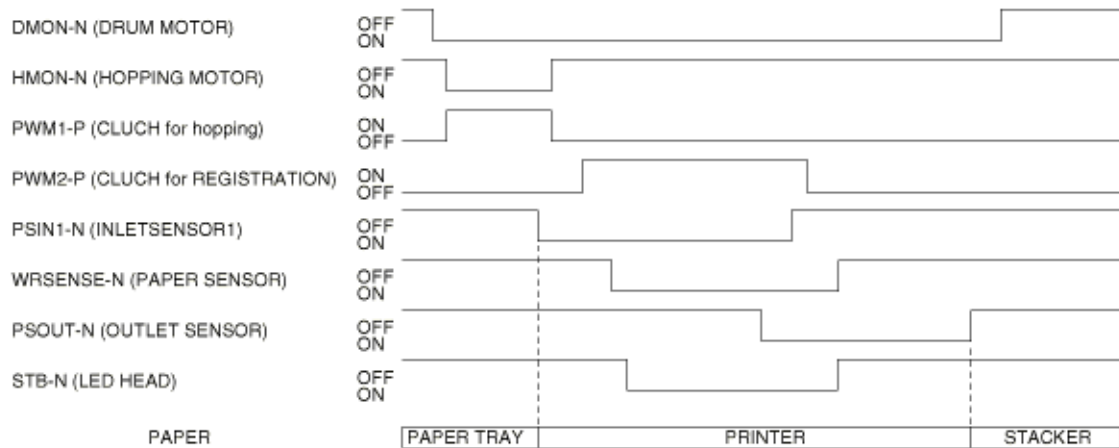 DMON-N (DRUM MOTOR) OFF
ON
HMON-N (HOPPING MOTOR) OFF
ON
PWM1-P (CLUCH for hopping) ON
OFF
PWM2-P (CLUCH for REGISTRATION) ON
OFF
PSIN1-N (INLETSENSOR1) OFF
ON
WRSENSE-N (PAPER SENSOR) OFF
ON
PSOUT-N (OUTLET SENSOR) OFF
ON
STB-N (LED HEAD) OFF
ON
PAPER PAPER TRAY PRINTER STACKER